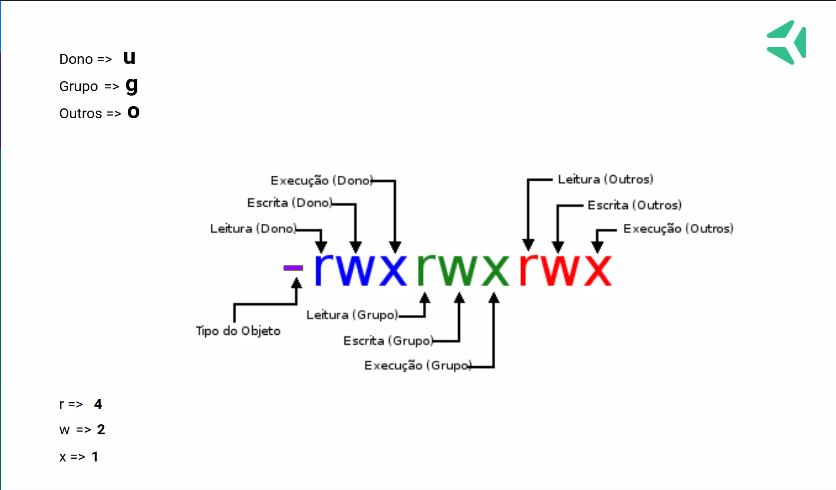 Dono => u
Grupo => g
Outros => o
Execução (Dono)
Escrita (Dono)
Leitura (Dono)
Leitura (Outros)
Escrita (Outros)
Execução (Outros)
-rwxrwxrwx
Tipo do Objeto
Leitura (Grupo)
Escrita (Grupo)
Execução (Grupo)
r => 4
w => 2
x => 1